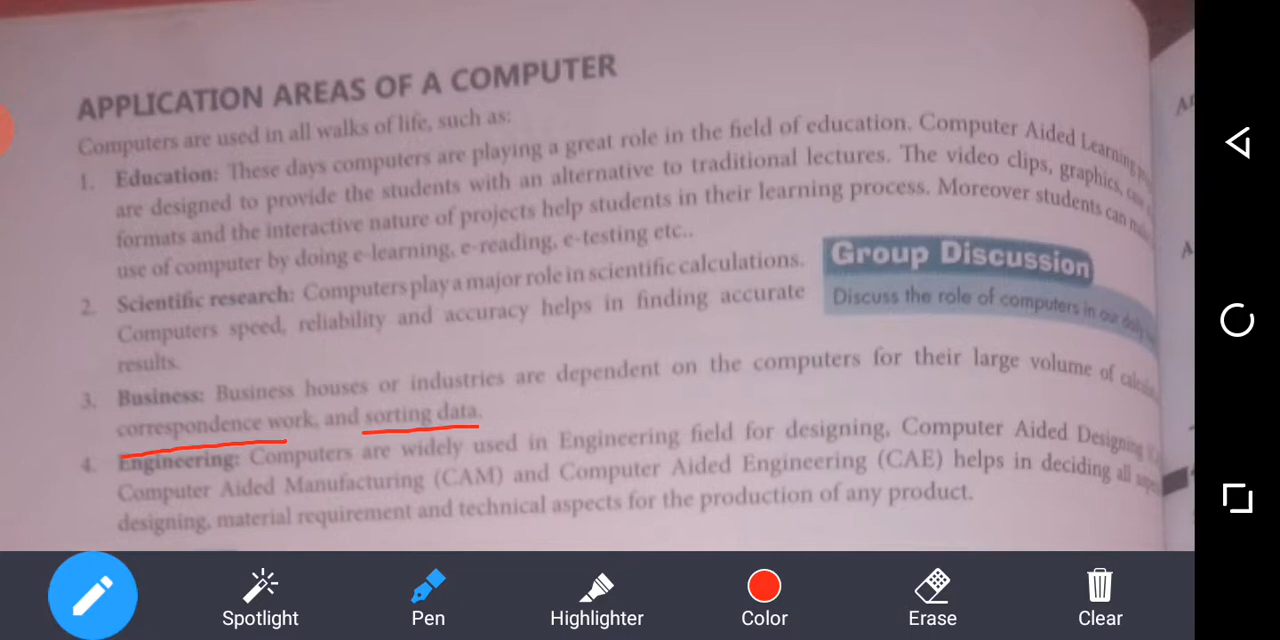 APPLICATION AREAS OF A COMPUTER
Computers are used in all walks of life, such as:
1. Education: These days computers are playing a great role in the field of education. Computer Aided Learning
are designed to provide the students with an alternative to traditional lectures. The video clips, graphics,
formats and the interactive nature of projects help students in their learning process. Moreover students can
use of computer by doing e-learning, e-reading, e-testing etc..
2. Scientific research: Computers play a major role in scientific calculations.
Computers speed, reliability and accuracy helps in finding accurate
results.
Group Discussion
Discuss the role of computers in our daily
3. Business: Business houses or industries are dependent on the computers for their large volume of
correspondence work, and sorting data.
4. Engineering: Computers are widely used in Engineering field for designing, Computer Aided Designing
Computer Aided Manufacturing (CAM) and Computer Aided Engineering (CAE) helps in deciding all
designing, material requirement and technical aspects for the production of any product.
Spotlight
Pen
Highlighter
Color
Erase
Clear